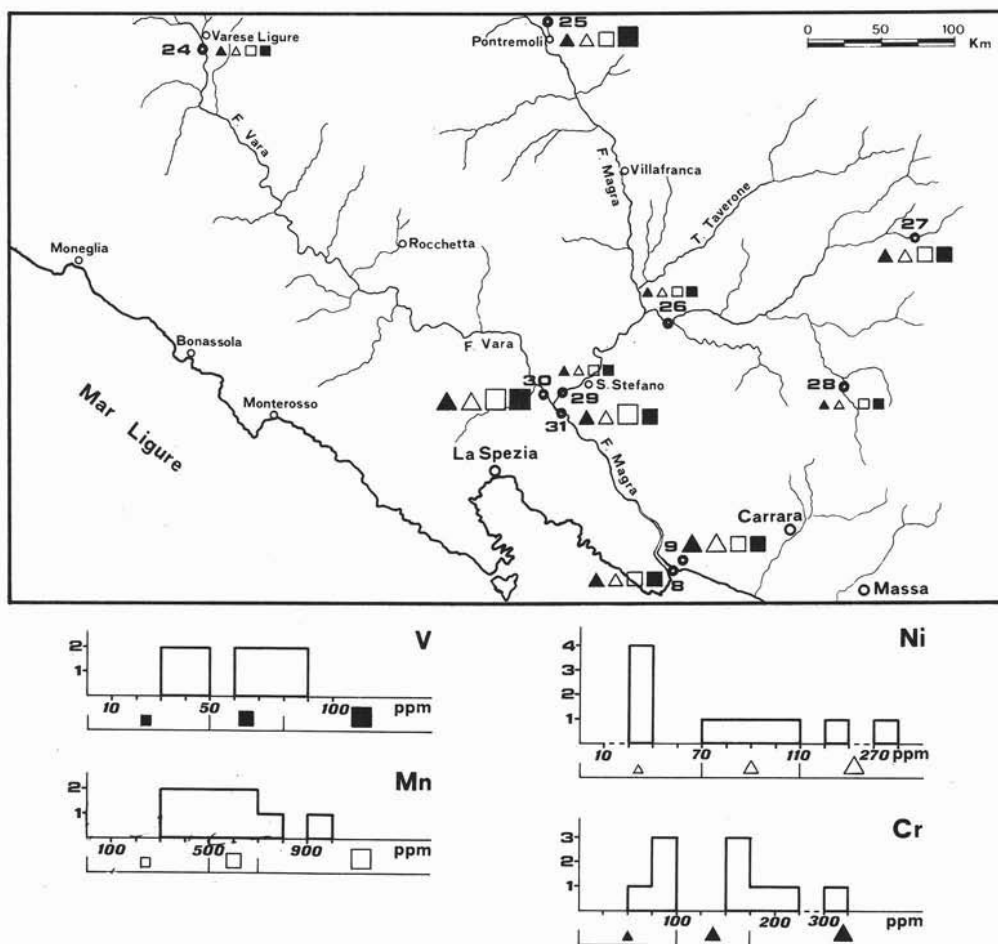 25
Varese Ligure
24
Pontremoli
0 50 100
Km
F. Vara
F. Magra
Villafranca
T. Taverone
27
Rocchetta
Moneglia
26
Bonassola
F. Vara
30
S. Stefano
28
29
Monterosso
31
Mar Ligure
La Spezia
F. Magra
Carrara
9
8
Massa
V
2
1
10 50 100 ppm
Mn
2
1
100 500 900 ppm
Ni
4
3
2
1
10 70 110 270 ppm
Cr
3
2
1
100 200 300 ppm